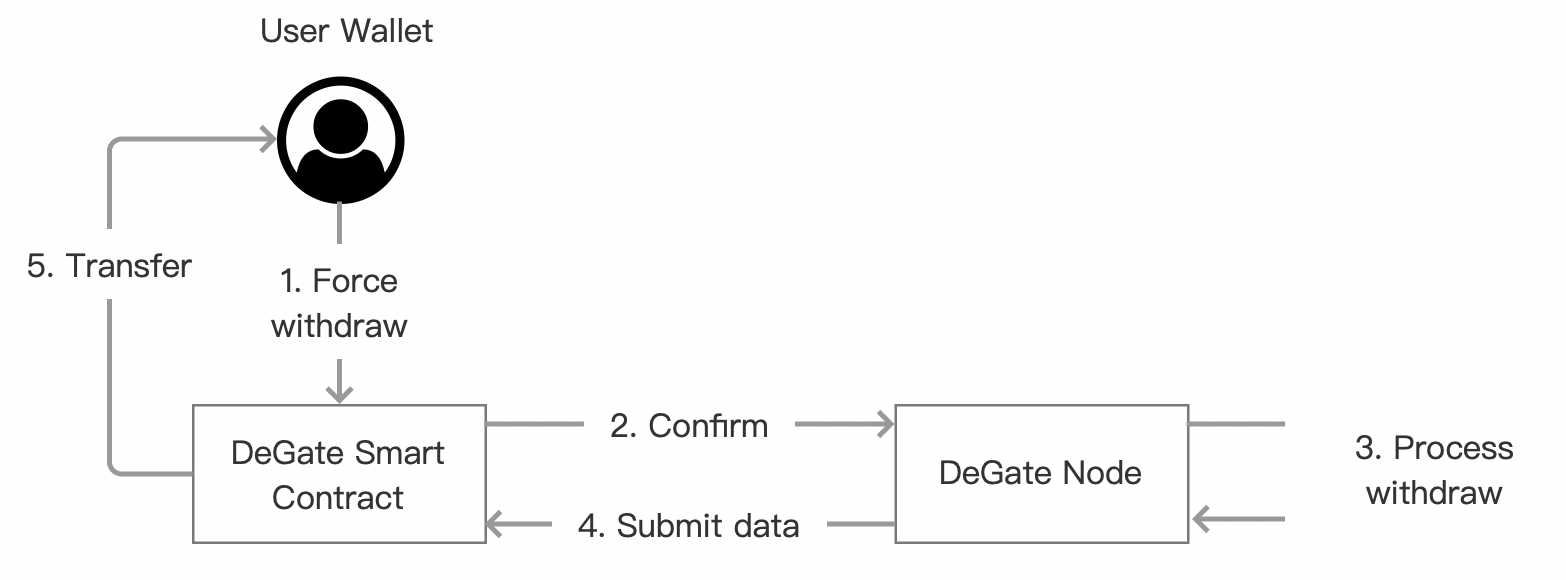 User Wallet
5. Transfer
1. Force
withdraw
DeGate Smart
Contract
2. Confirm
4. Submit data
DeGate Node
3. Process
withdraw